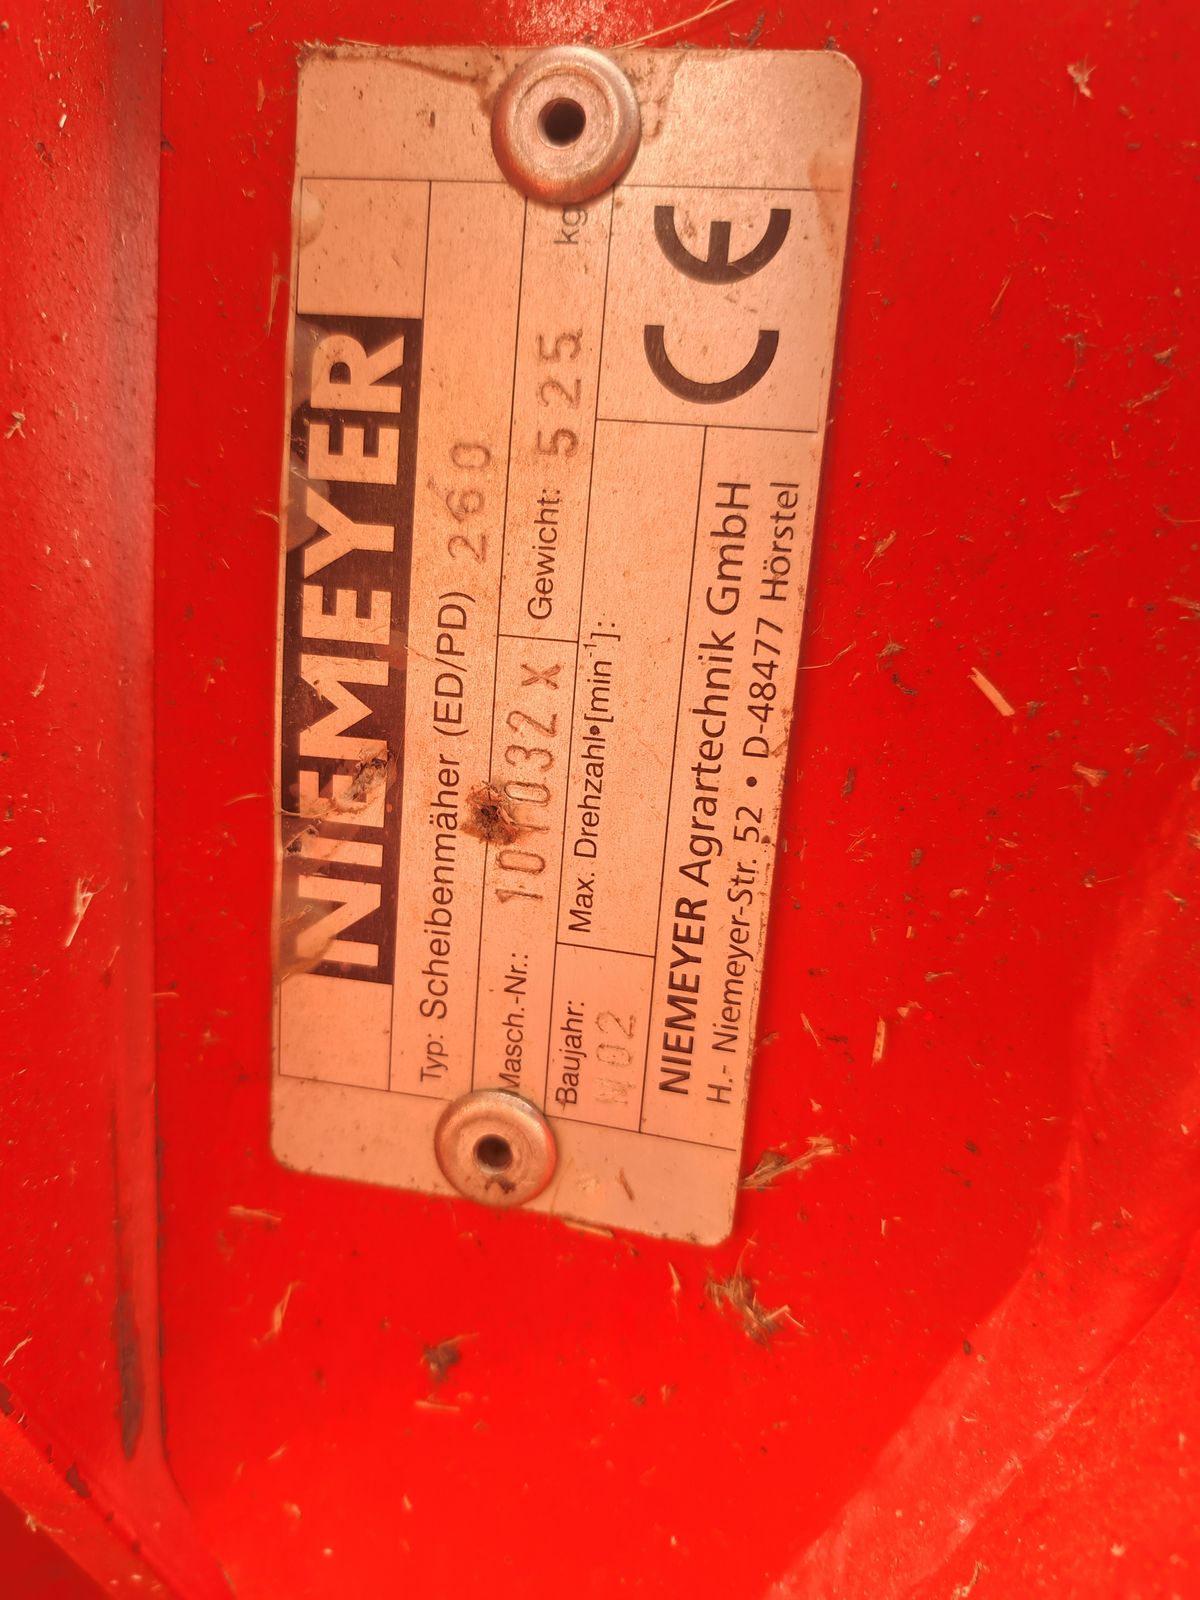 NIEMEYER
Typ: Scheibenmäher (ED/PD) 260
Masch.-Nr.: 101032X Gewicht: 525 kg
Baujahr: Max. Drehzahl•[min⁻¹]:
N02
NIEMEYER Agrartechnik GmbH
H.- Niemeyer-Str. 52 • D-48477 Hörstel
CE